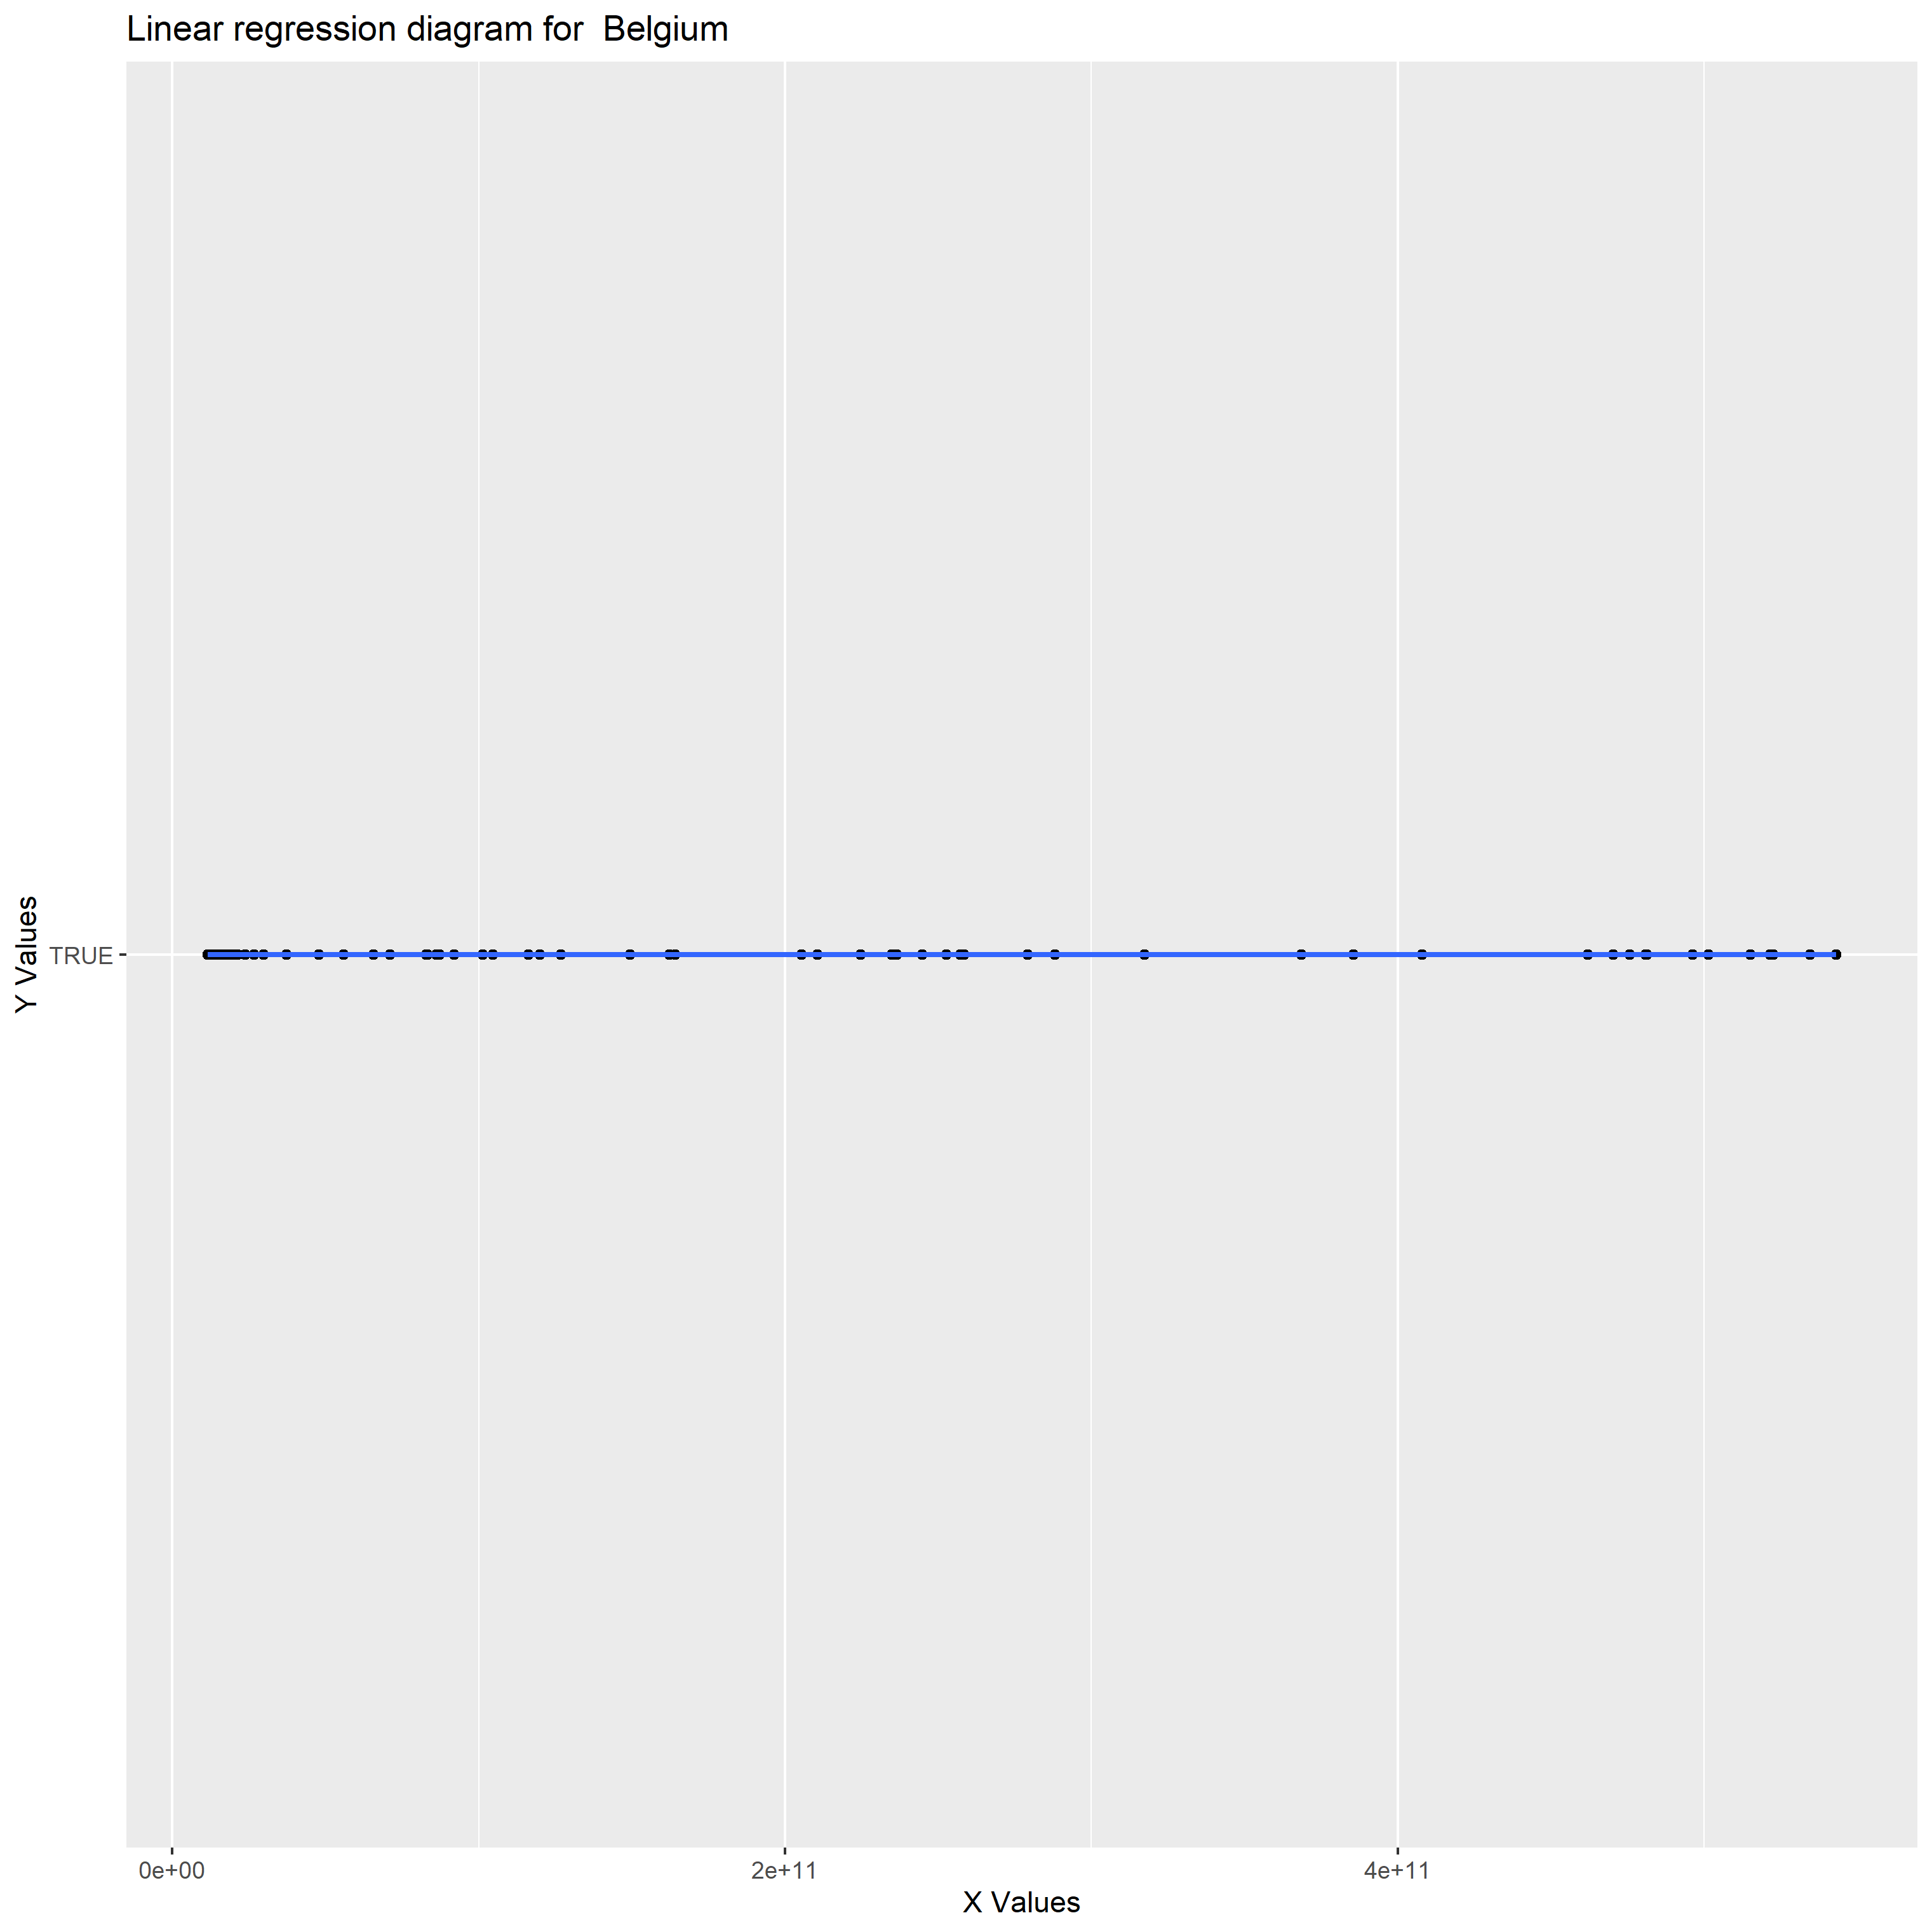 Linear regression diagram for  Belgium
Y Values
TRUE
0e+00 2e+11 4e+11
X Values